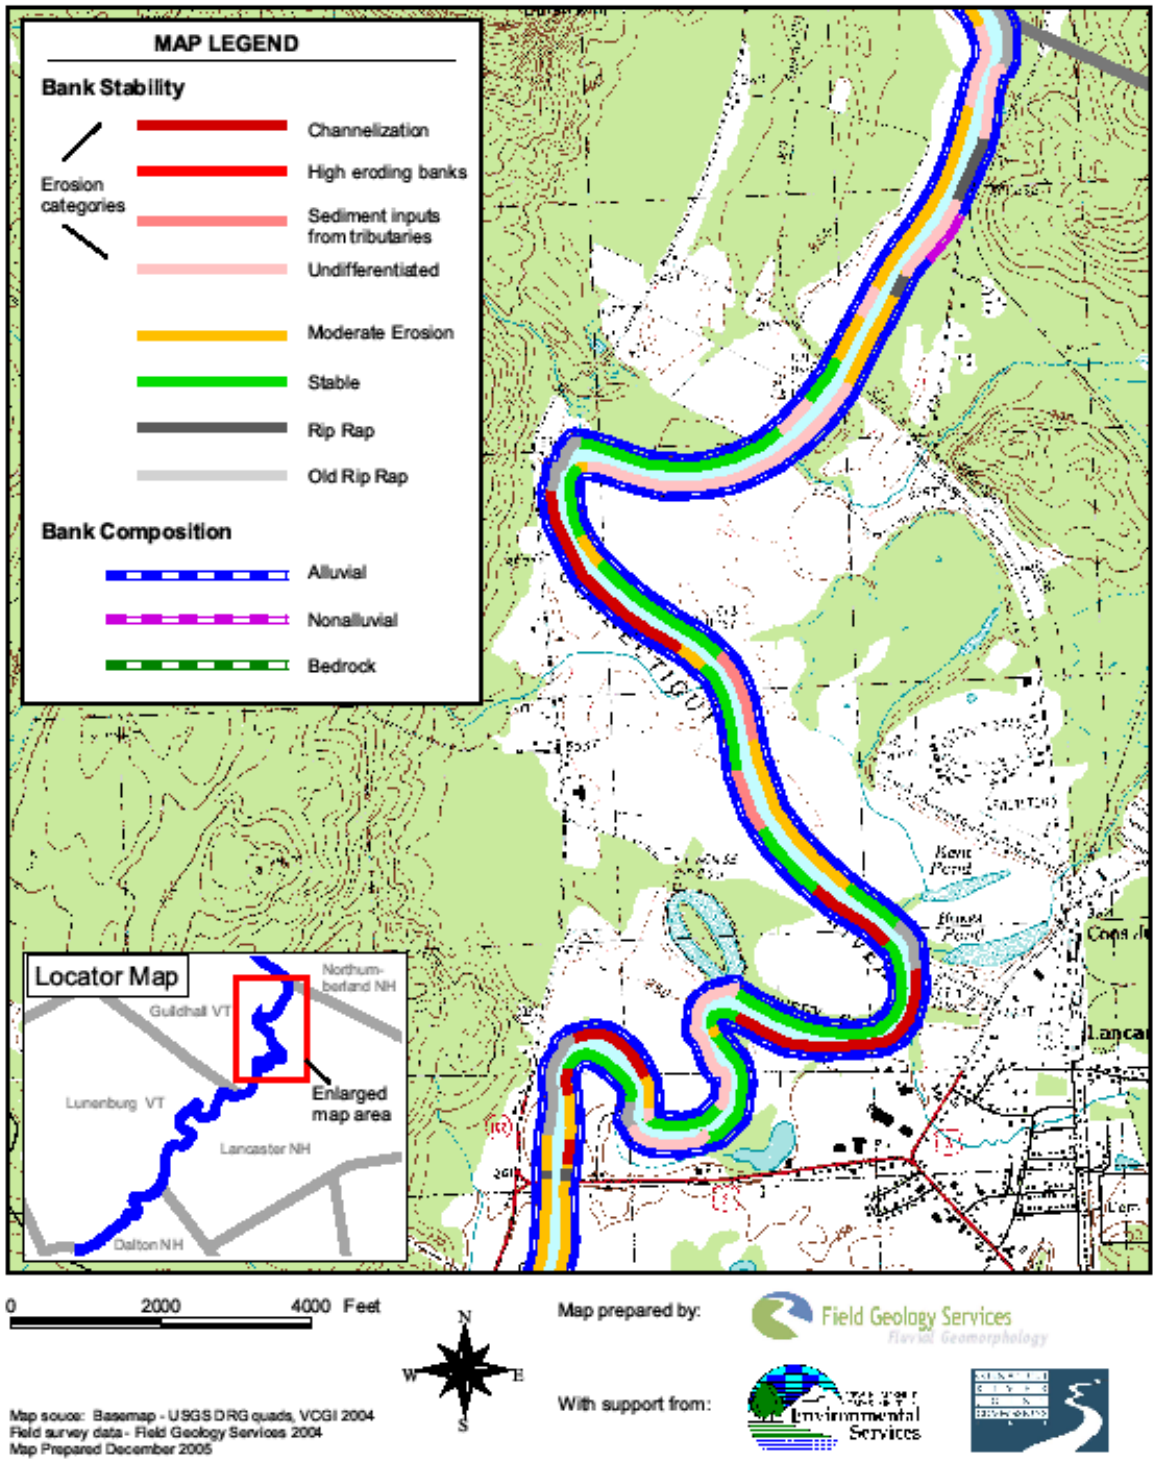 MAP LEGEND
Bank Stability
Erosion
categories
Channelization
High eroding banks
Sediment inputs
from tributaries
Undifferentiated
Moderate Erosion
Stable
Rip Rap
Old Rip Rap
Bank Composition
Alluvial
Nonalluvial
Bedrock
Kent
Pond
Pond
Lancas
Locator Map
Northum-
berland NH
Guildhall VT
Enlarged
map area
Lunenburg VT
Lancaster NH
Dalton NH
0 2000 4000 Feet
N
W E
S
Map prepared by:
Field Geology Services
Fluvial Geomorphology
With support from:
Environmental
Services
Map souce: Basemap - USGS DRG quads, VCGI 2004
Field survey data - Field Geology Services 2004
Map Prepared December 2005